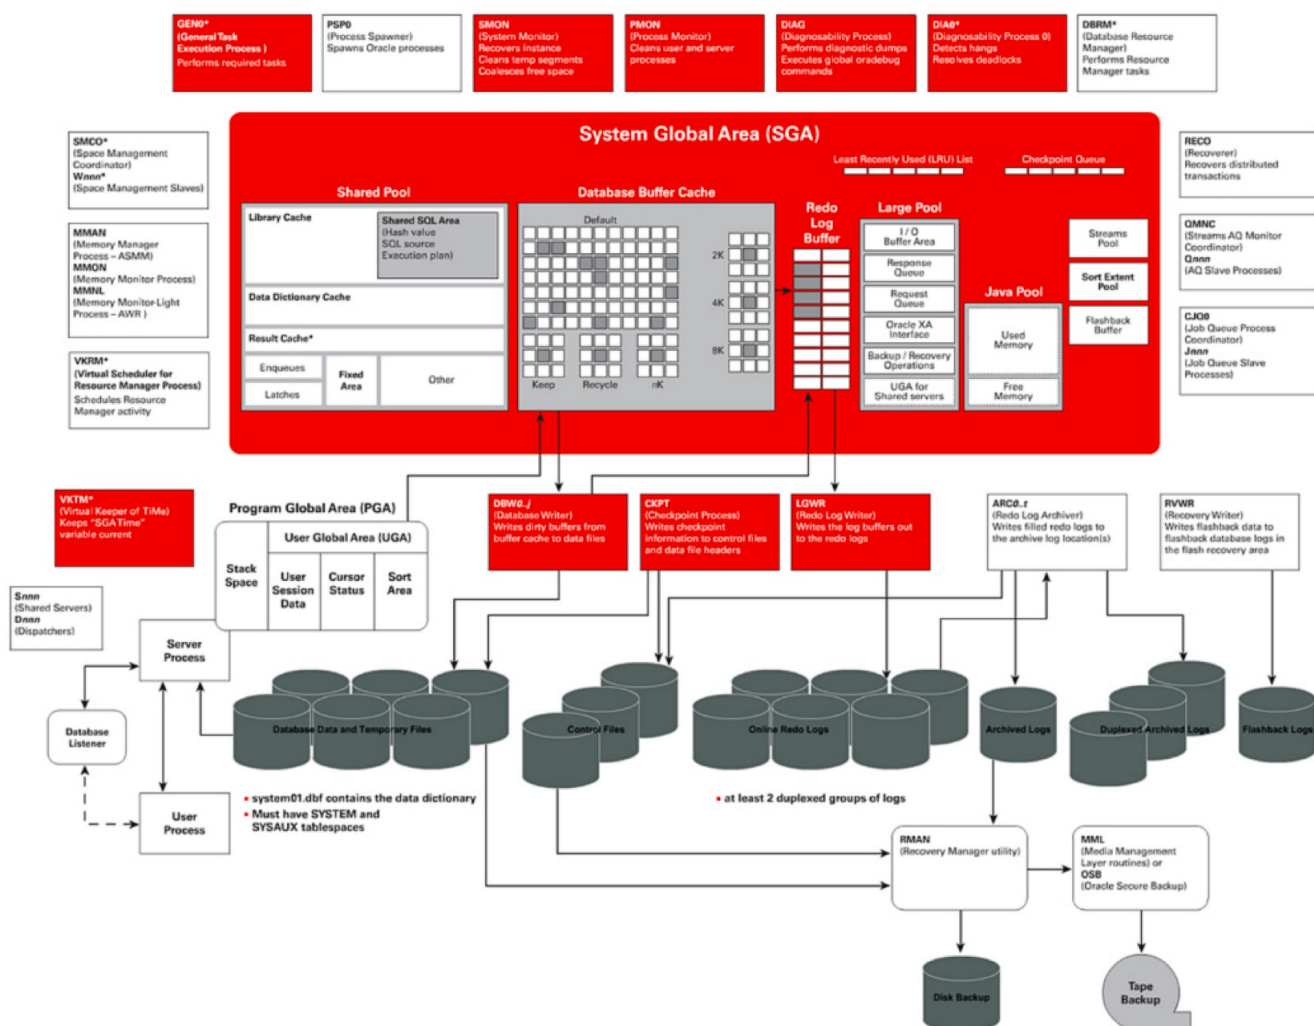 GEN0*
(General Task
Execution Process )
Performs required tasks
PSP0
(Process Spawner)
Spawns Oracle processes
SMON
(System Monitor)
Recovers instance
Cleans temp segments
Coalesces free space
PMON
(Process Monitor)
Cleans user and server
processes
DIAG
(Diagnosability Process)
Performs diagnostic dumps
Executes global oradebug
commands
DIA0*
(Diagnosability Process 0)
Detects hangs
Resolves deadlocks
DBRM*
(Database Resource
Manager)
Performs Resource
Manager tasks
SMCO*
(Space Management
Coordinator)
Wnnn*
(Space Management Slaves)
MMAN
(Memory Manager
Process – ASMM)
MMON
(Memory Monitor Process)
MMNL
(Memory Monitor-Light
Process – AWR )
VKRM*
(Virtual Scheduler for
Resource Manager Process)
Schedules Resource
Manager activity
System Global Area (SGA)
Least Recently Used (LRU) List
Checkpoint Queue
Shared Pool
Library Cache
Shared SQL Area
(Hash value
SQL source
Execution plan)
Data Dictionary Cache
Result Cache*
Enqueues
Latches
Fixed
Area
Other
Database Buffer Cache
Default
2K
4K
8K
Keep
Recycle
nK
Redo
Log
Buffer
Large Pool
I / O
Buffer Area
Response
Queue
Request
Queue
Oracle XA
Interface
Backup / Recovery
Operations
UGA for
Shared servers
Java Pool
Used
Memory
Free
Memory
Streams
Pool
Sort Extent
Pool
Flashback
Buffer
RECO
(Recoverer)
Recovers distributed
transactions
QMNC
(Streams AQ Monitor
Coordinator)
Qnnn
(AQ Slave Processes)
CJQ0
(Job Queue Process
Coordinator)
Jnnn
(Job Queue Slave
Processes)
VKTM*
(Virtual Keeper of TiMe)
Keeps "SGA Time"
variable current
Program Global Area (PGA)
Stack
Space
User Global Area (UGA)
User
Session
Data
Cursor
Status
Sort
Area
DBW0..j
(Database Writer)
Writes dirty buffers from
buffer cache to data files
CKPT
(Checkpoint Process)
Writes checkpoint
information to control files
and data file headers
LGWR
(Redo Log Writer)
Writes the log buffers out
to the redo logs
ARC0..t
(Redo Log Archiver)
Writes filled redo logs to
the archive log location(s)
RVWR
(Recovery Writer)
Writes flashback data to
flashback database logs in
the flash recovery area
Snnn
(Shared Servers)
Dnnn
(Dispatchers)
Server
Process
Database
Listener
User
Process
Database Data and Temporary Files
Control Files
Online Redo Logs
Archived Logs
Duplexed Archived Logs
Flashback Logs
▪ system01.dbf contains the data dictionary
▪ Must have SYSTEM and
SYSAUX tablespaces
▪ at least 2 duplexed groups of logs
RMAN
(Recovery Manager utility)
MML
(Media Management
Layer routines) or
OSB
(Oracle Secure Backup)
Disk Backup
Tape
Backup